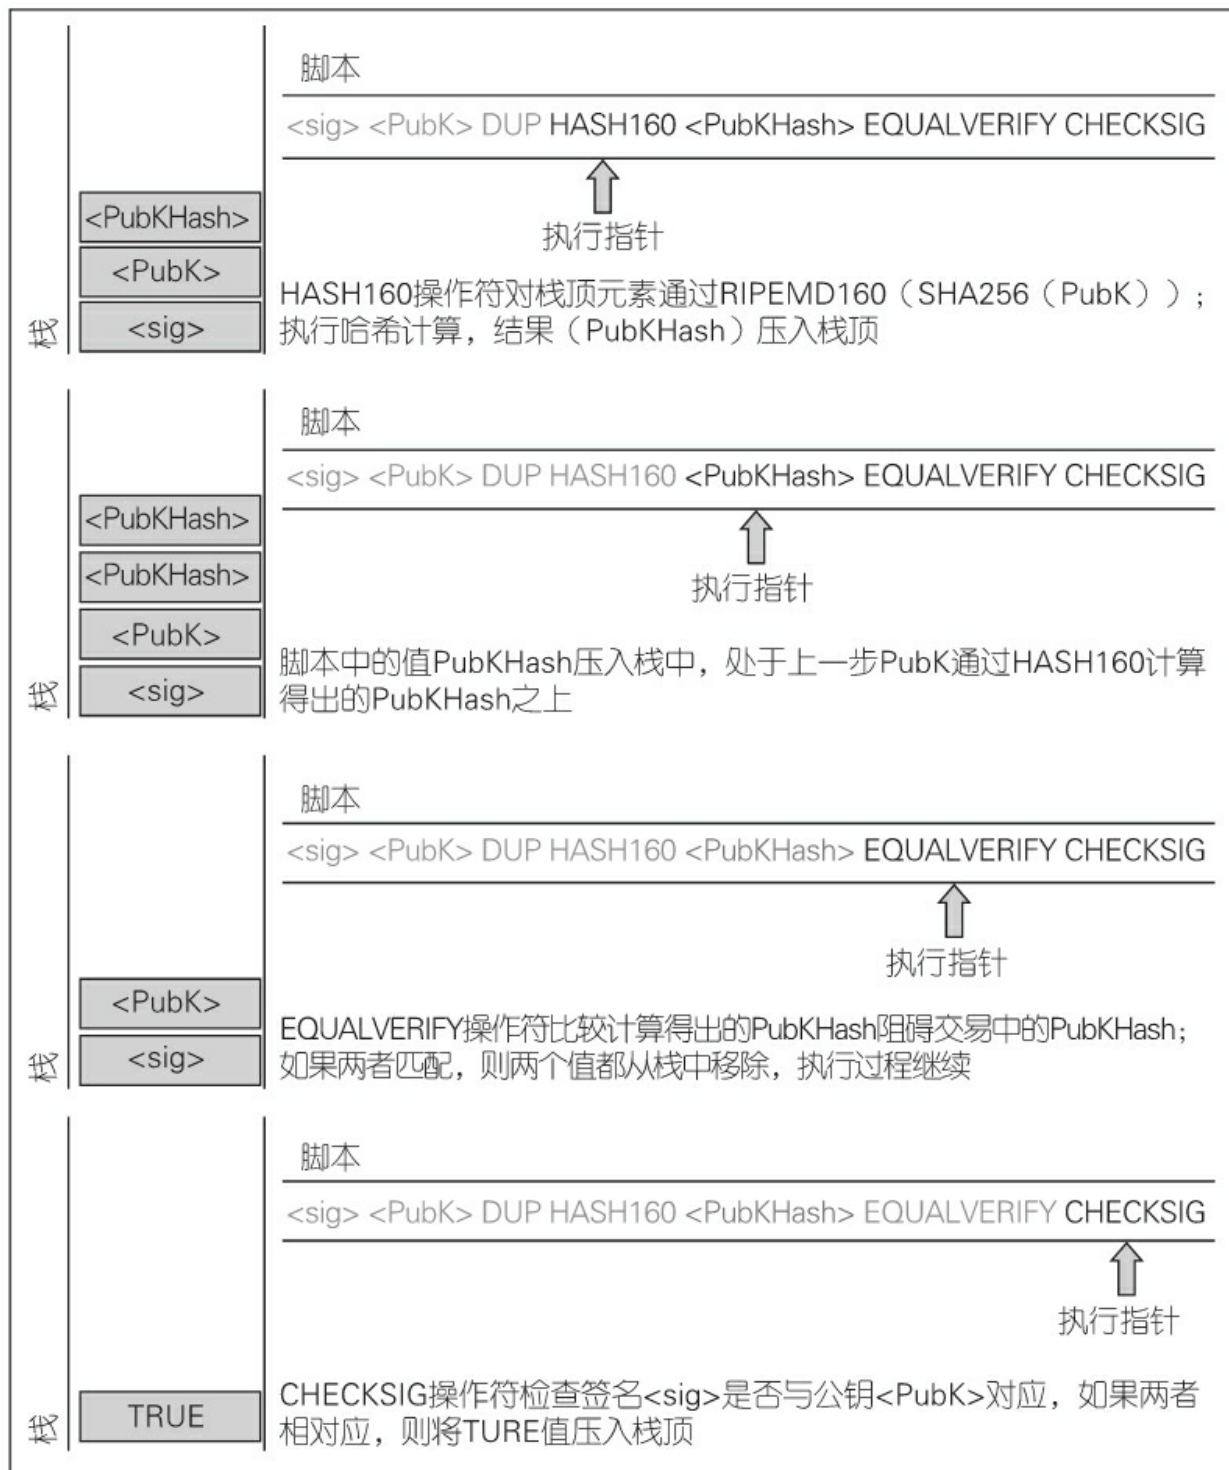 脚本
<sig> <PubK> DUP HASH160 <PubKHash> EQUALVERIFY CHECKSIG
执行指针
<PubKHash>
<PubK>
<sig>
栈
HASH160操作符对栈顶元素通过RIPEMD160（SHA256（PubK））；
执行哈希计算，结果（PubKHash）压入栈顶
脚本
<sig> <PubK> DUP HASH160 <PubKHash> EQUALVERIFY CHECKSIG
执行指针
<PubKHash>
<PubKHash>
<PubK>
<sig>
栈
脚本中的值PubKHash压入栈中，处于上一步PubK通过HASH160计算
得出的PubKHash之上
脚本
<sig> <PubK> DUP HASH160 <PubKHash> EQUALVERIFY CHECKSIG
执行指针
<PubK>
<sig>
栈
EQUALVERIFY操作符比较计算得出的PubKHash阻碍交易中的PubKHash；
如果两者匹配，则两个值都从栈中移除，执行过程继续
脚本
<sig> <PubK> DUP HASH160 <PubKHash> EQUALVERIFY CHECKSIG
执行指针
TRUE
栈
CHECKSIG操作符检查签名<sig>是否与公钥<PubK>对应，如果两者
相对应，则将TURE值压入栈顶